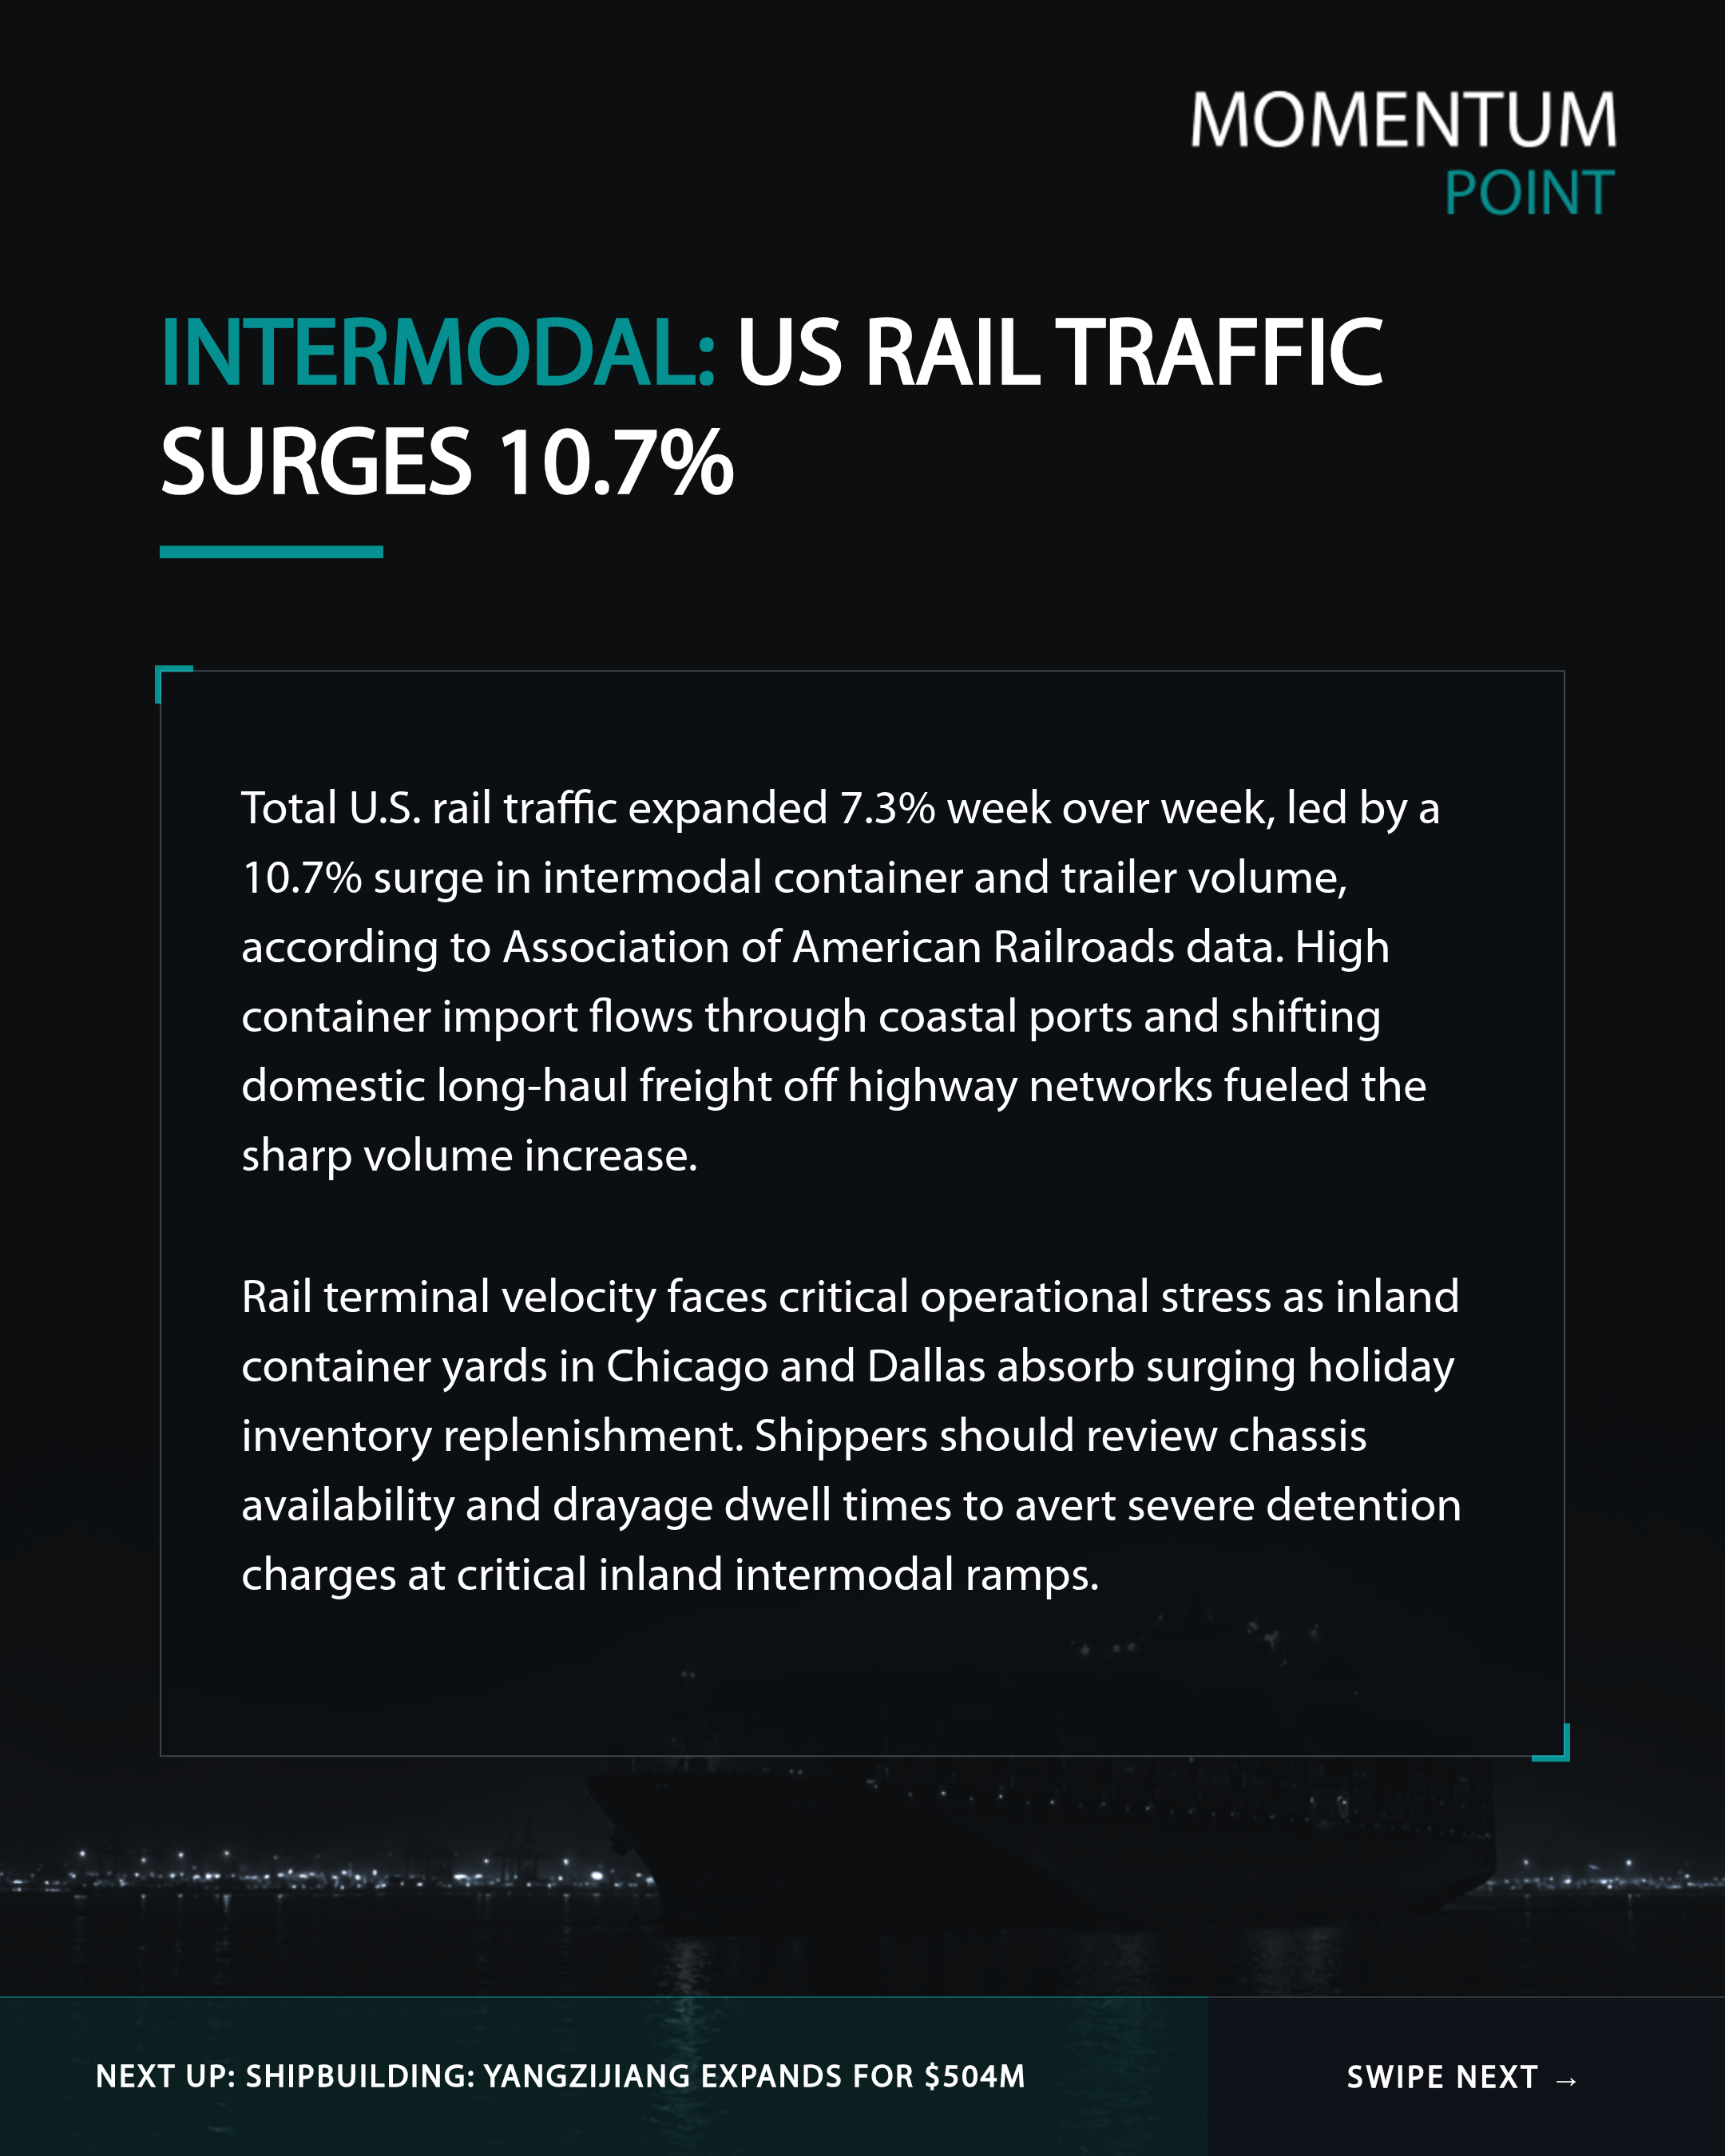 MOMENTUM
POINT
INTERMODAL: US RAIL TRAFFIC
SURGES 10.7%
Total U.S. rail traffic expanded 7.3% week over week, led by a
10.7% surge in intermodal container and trailer volume,
according to Association of American Railroads data. High
container import flows through coastal ports and shifting
domestic long-haul freight off highway networks fueled the
sharp volume increase.
Rail terminal velocity faces critical operational stress as inland
container yards in Chicago and Dallas absorb surging holiday
inventory replenishment. Shippers should review chassis
availability and drayage dwell times to avert severe detention
charges at critical inland intermodal ramps.
NEXT UP: SHIPBUILDING: YANGZIJIANG EXPANDS FOR $504M
SWIPE NEXT →